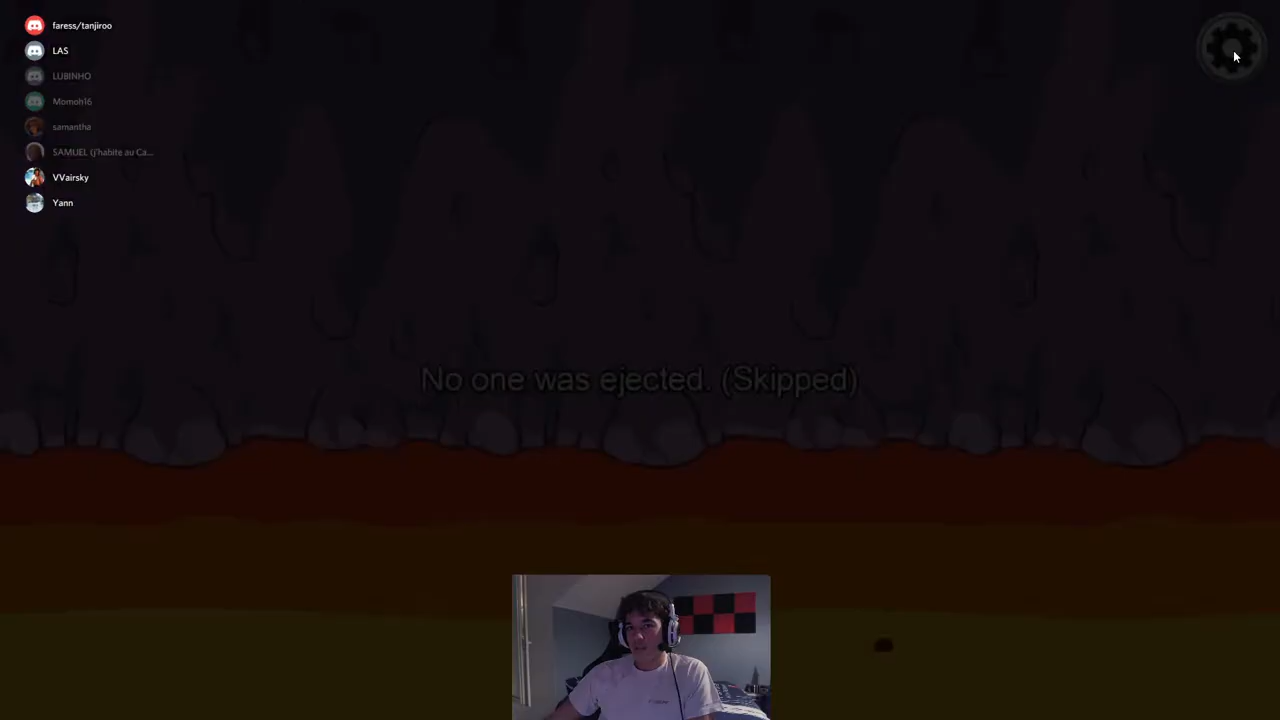 faress/tanjiroo
LAS
LUBINHO
Momoh16
samantha
SAMUEL (j'habite au Ca...
VVairsky
Yann
No one was ejected. (Skipped)